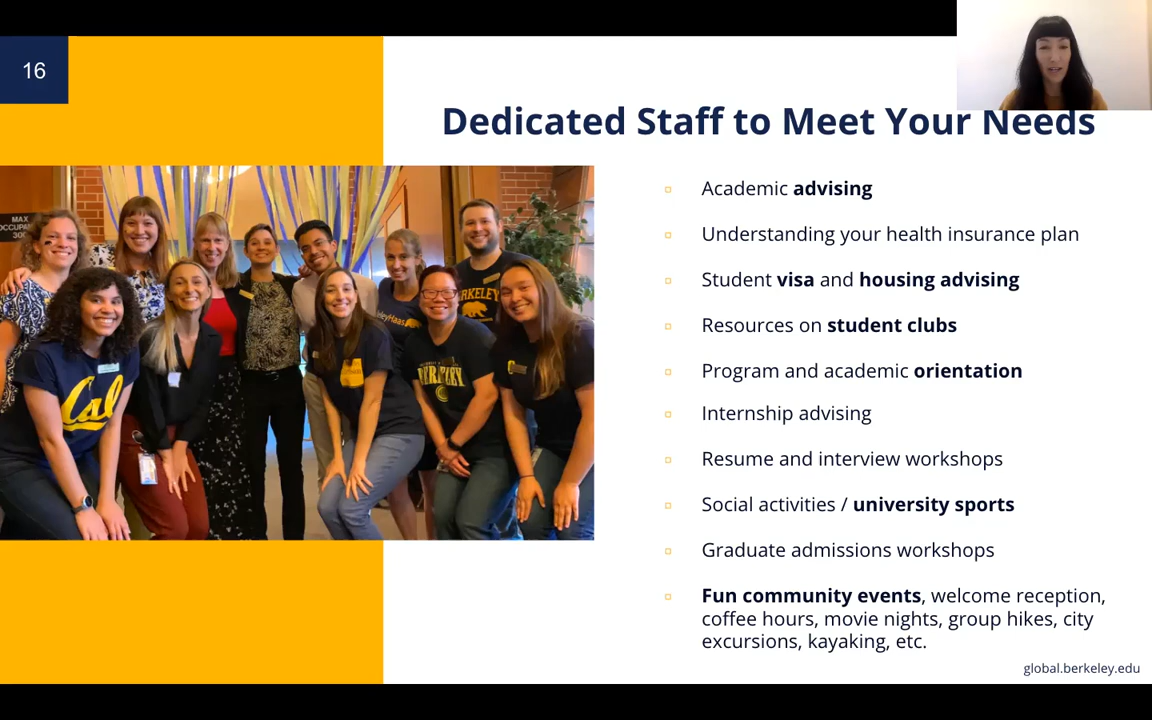 16
Dedicated Staff to Meet Your Needs
Academic advising
Understanding your health insurance plan
Student visa and housing advising
Resources on student clubs
Program and academic orientation
Internship advising
Resume and interview workshops
Social activities / university sports
Graduate admissions workshops
Fun community events, welcome reception,
coffee hours, movie nights, group hikes, city
excursions, kayaking, etc.
global.berkeley.edu
MAX
Cal
BERKELEY